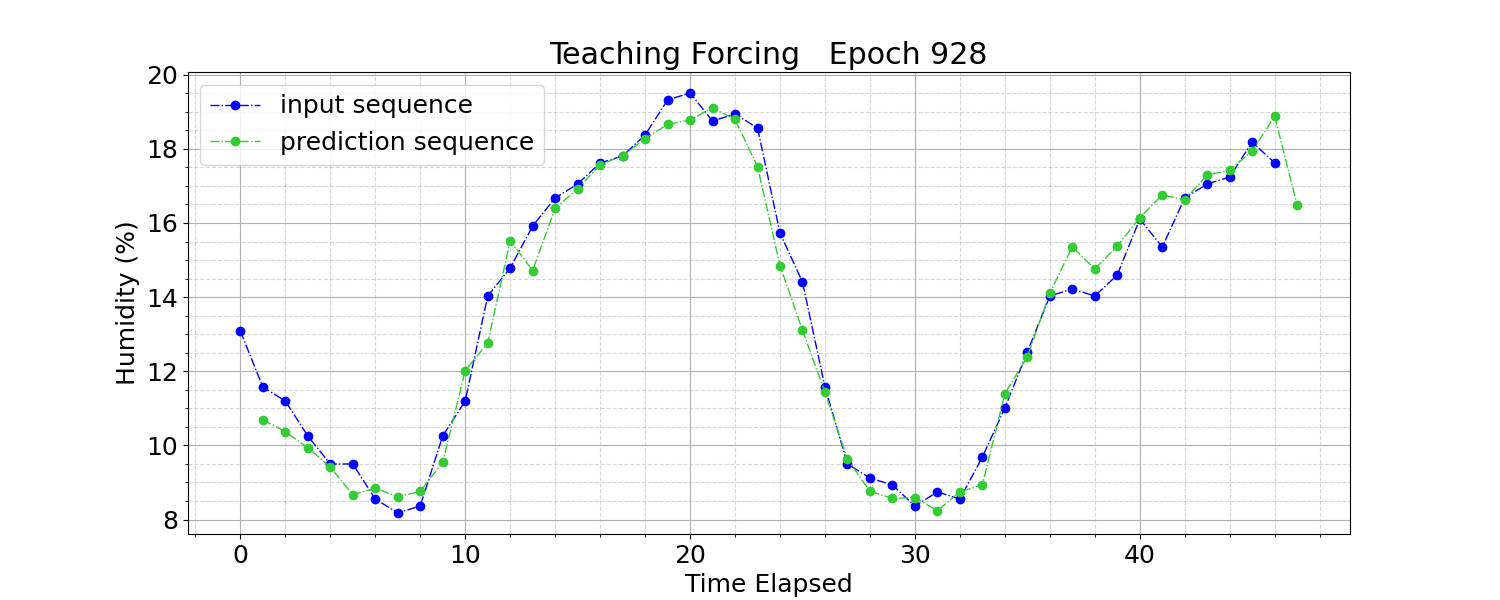 Teaching Forcing   Epoch 928
input sequence
prediction sequence
Humidity (%)
20
18
16
14
12
10
8
0 10 20 30 40
Time Elapsed